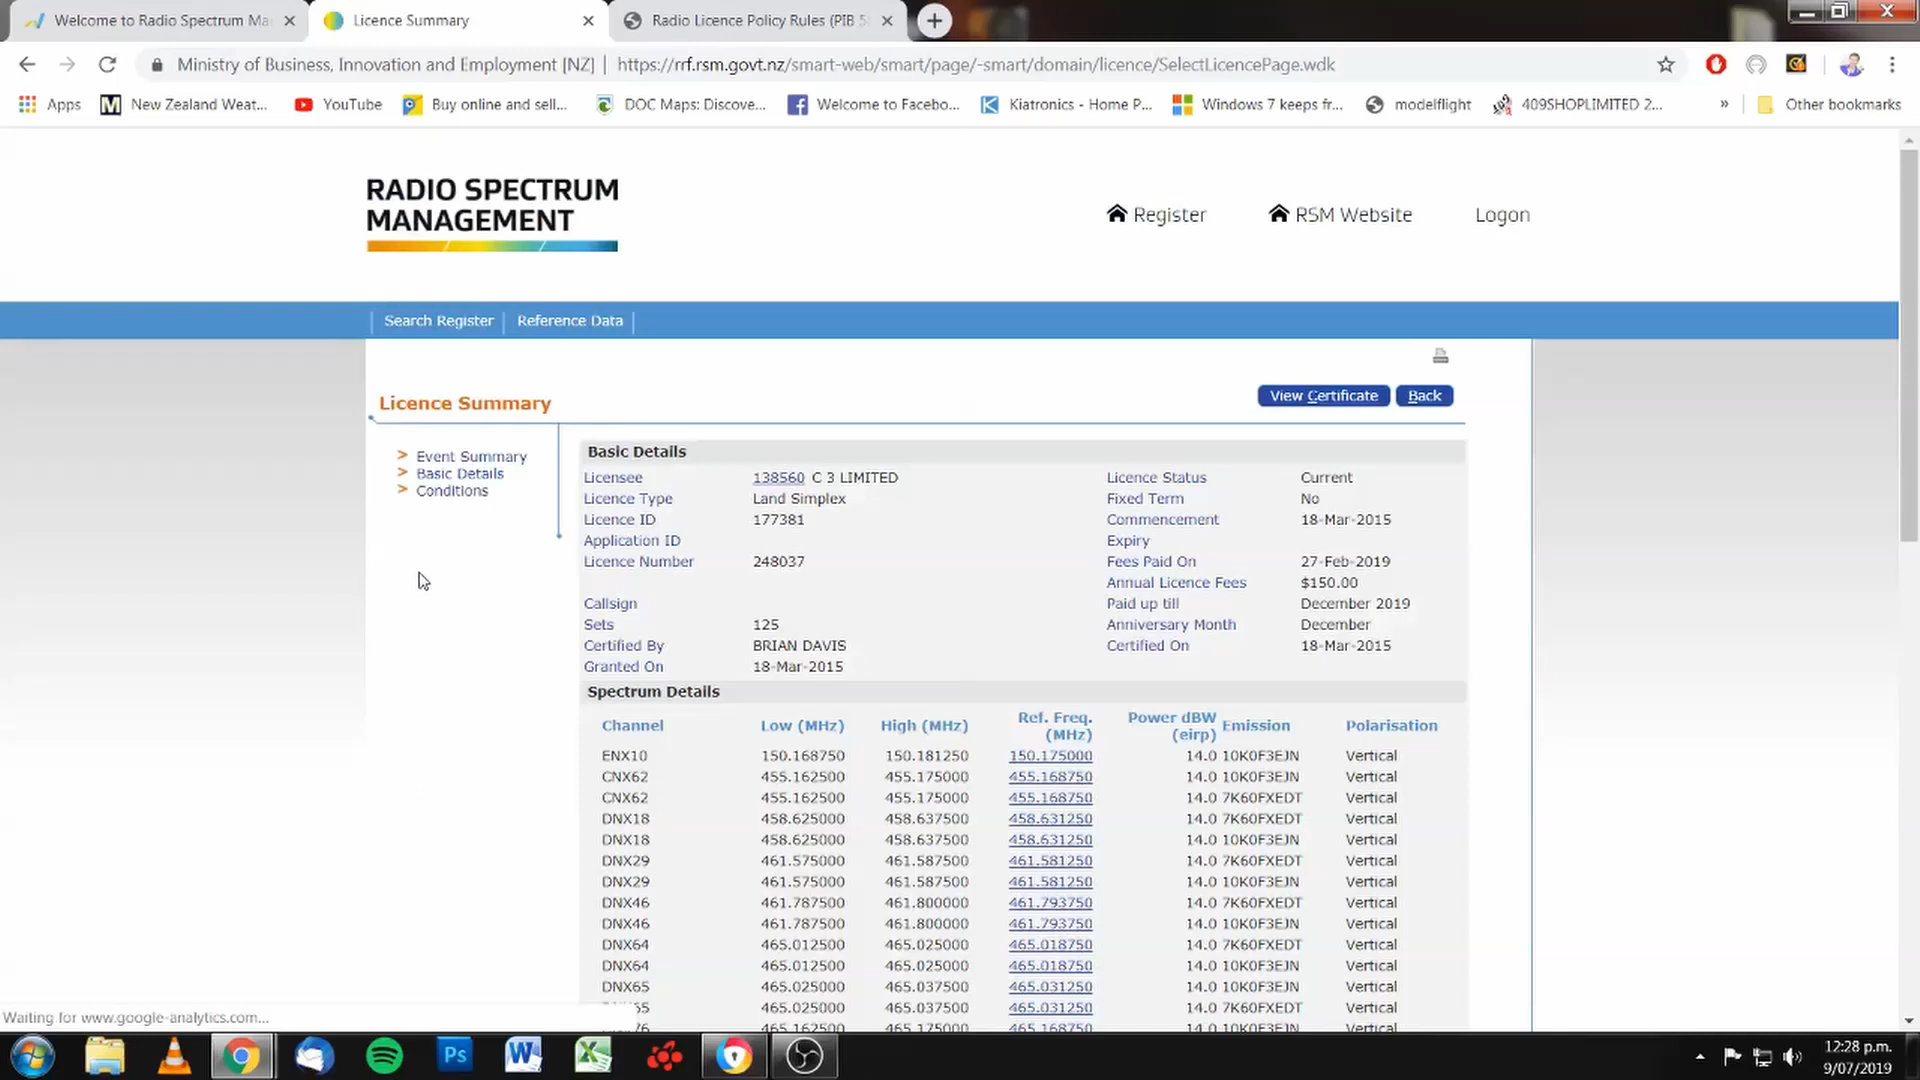 Welcome to Radio Spectrum Ma
Licence Summary
Radio Licence Policy Rules (PIB 5
Ministry of Business, Innovation and Employment [NZ] | https://rrf.rsm.govt.nz/smart-web/smart/page/-smart/domain/licence/SelectLicencePage.wdk
Apps
New Zealand Weat...
YouTube
Buy online and sell...
DOC Maps: Discove...
Welcome to Facebo...
Kiatronics - Home P...
Windows 7 keeps fr...
modelflight
409SHOPLIMITED 2...
»
Other bookmarks
RADIO SPECTRUM
MANAGEMENT
Register
RSM Website
Logon
Search Register
Reference Data
Licence Summary
View Certificate
Back
> Event Summary
> Basic Details
> Conditions
Basic Details
Licensee 138560 C 3 LIMITED Licence Status Current
Licence Type Land Simplex Fixed Term No
Licence ID 177381 Commencement 18-Mar-2015
Application ID Expiry
Licence Number 248037 Fees Paid On 27-Feb-2019
Annual Licence Fees $150.00
Callsign Paid up till December 2019
Sets 125 Anniversary Month December
Certified By BRIAN DAVIS Certified On 18-Mar-2015
Granted On 18-Mar-2015
Spectrum Details
Channel Low (MHz) High (MHz) Ref. Freq. (MHz) Power dBW (eirp) Emission Polarisation
ENX10 150.168750 150.181250 150.175000 14.0 10K0F3EJN Vertical
CNX62 455.162500 455.175000 455.168750 14.0 10K0F3EJN Vertical
CNX62 455.162500 455.175000 455.168750 14.0 7K60FXEDT Vertical
DNX18 458.625000 458.637500 458.631250 14.0 7K60FXEDT Vertical
DNX18 458.625000 458.637500 458.631250 14.0 10K0F3EJN Vertical
DNX29 461.575000 461.587500 461.581250 14.0 7K60FXEDT Vertical
DNX29 461.575000 461.587500 461.581250 14.0 10K0F3EJN Vertical
DNX46 461.787500 461.800000 461.793750 14.0 7K60FXEDT Vertical
DNX46 461.787500 461.800000 461.793750 14.0 10K0F3EJN Vertical
DNX64 465.012500 465.025000 465.018750 14.0 7K60FXEDT Vertical
DNX64 465.012500 465.025000 465.018750 14.0 10K0F3EJN Vertical
DNX65 465.025000 465.037500 465.031250 14.0 10K0F3EJN Vertical
65 465.025000 465.037500 465.031250 14.0 7K60FXEDT Vertical
465.162500 465.175000 465.168750 14.0 10K0F3EJN Vertical
Waiting for www.google-analytics.com...
Ps
12:28 p.m.
9/07/2019